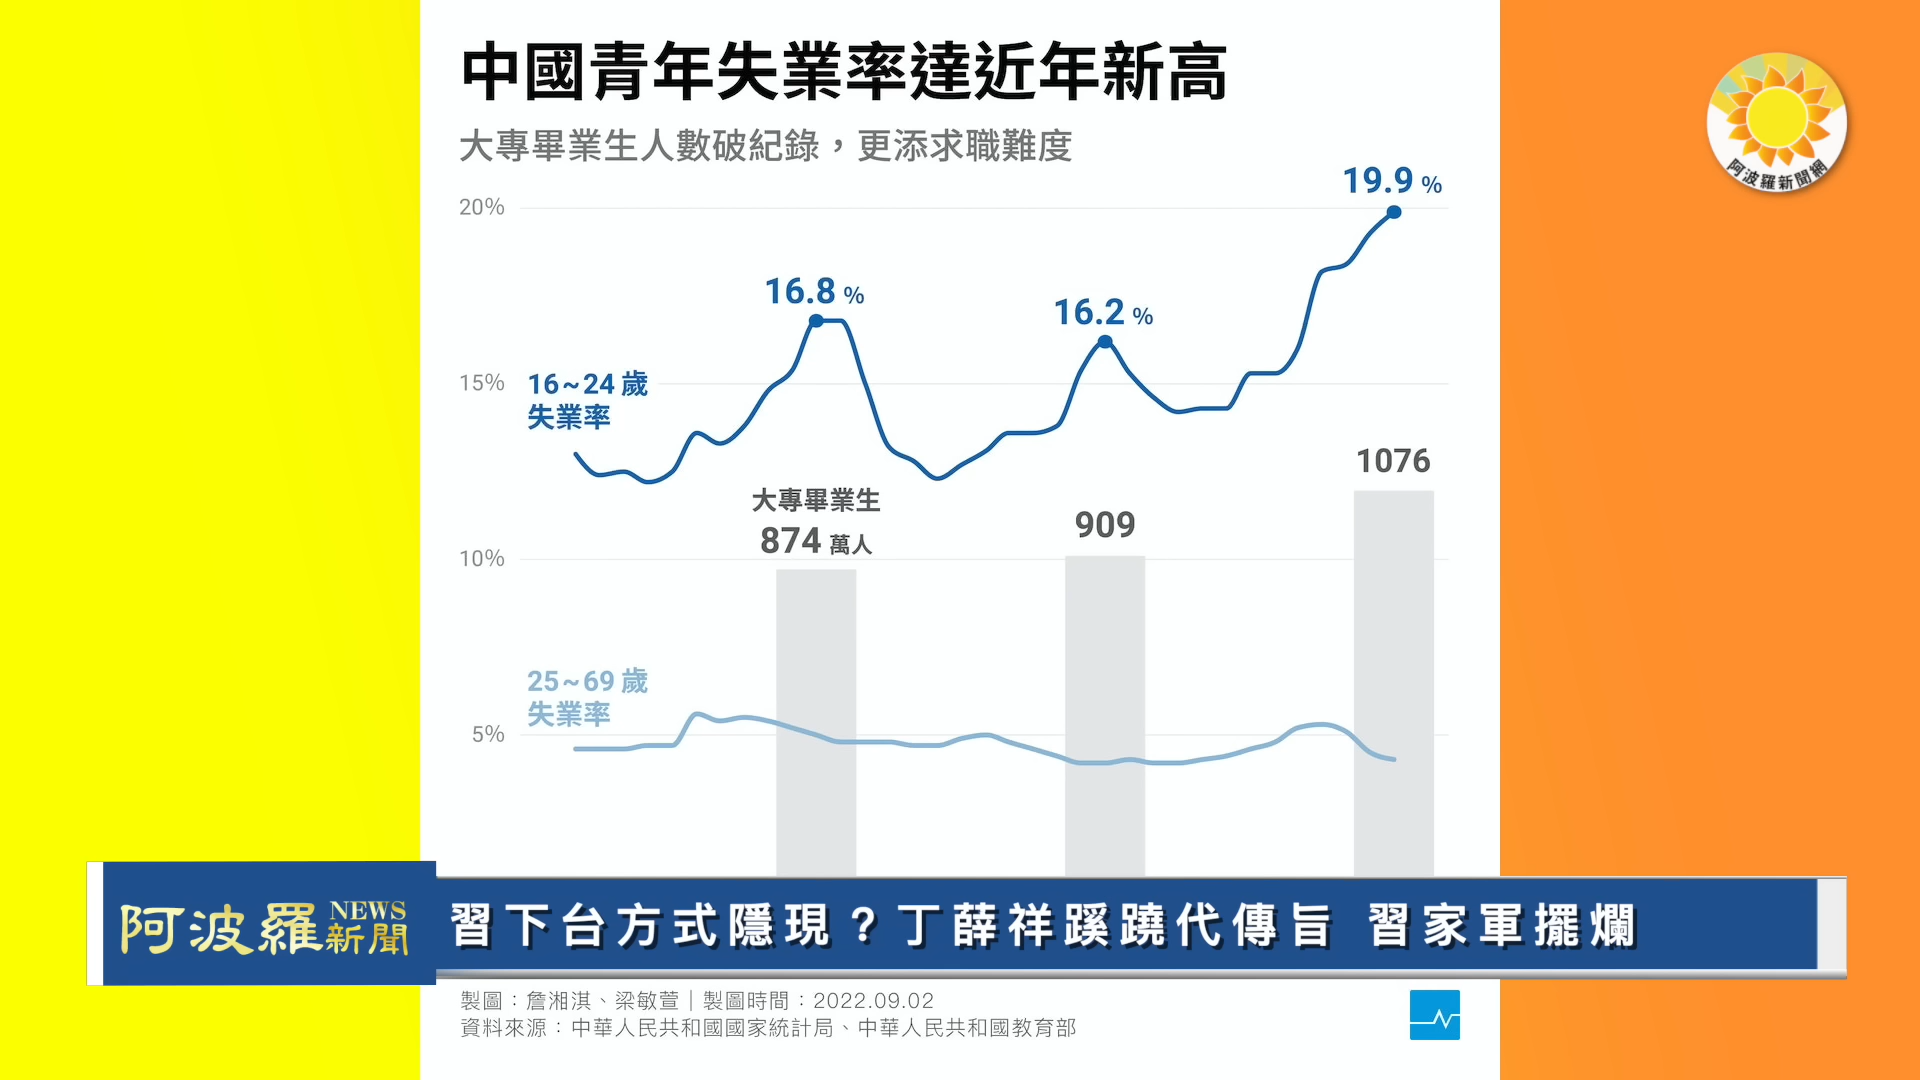 中國青年失業率達近年新高
大專畢業生人數破紀錄，更添求職難度
阿波羅新聞網
19.9 %
20%
16.8 %
16.2 %
15%
16~24 歲
失業率
1076
大專畢業生
874 萬人
909
10%
25~69 歲
失業率
5%
阿波羅 NEWS 新聞
習下台方式隱現？丁薛祥蹊蹺代傳旨 習家軍擺爛
製圖：詹湘淇、梁敏萱｜製圖時間：2022.09.02
資料來源：中華人民共和國國家統計局、中華人民共和國教育部